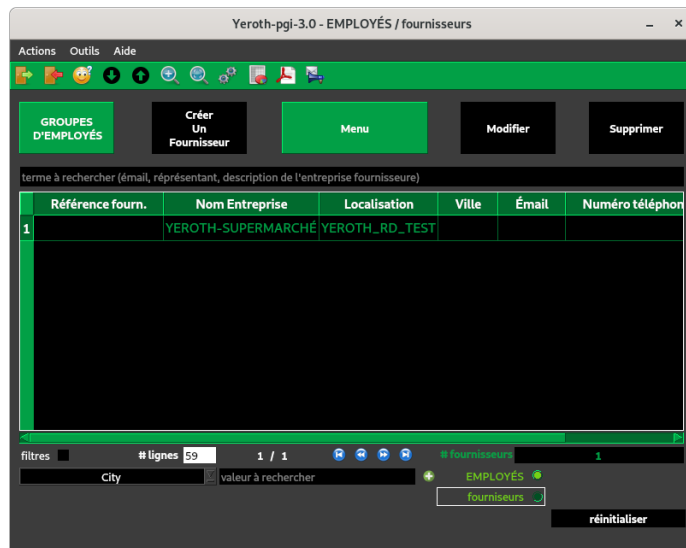 Yeroth-pgi-3.0 - EMPLOYÉS / fournisseurs
Actions Outils Aide
GROUPES
D'EMPLOYÉS
Créer
Un
Fournisseur
Menu
Modifier
Supprimer
terme à rechercher (émail, réprésentant, description de l'entreprise fournisseure)
Référence fourn. Nom Entreprise Localisation Ville Émail Numéro téléphon
1 YEROTH-SUPERMARCHÉ YEROTH_RD_TEST
filtres # lignes 59 1 / 1 # fournisseurs 1
City valeur à rechercher EMPLOYÉS
fourniseurs
réinitialiser